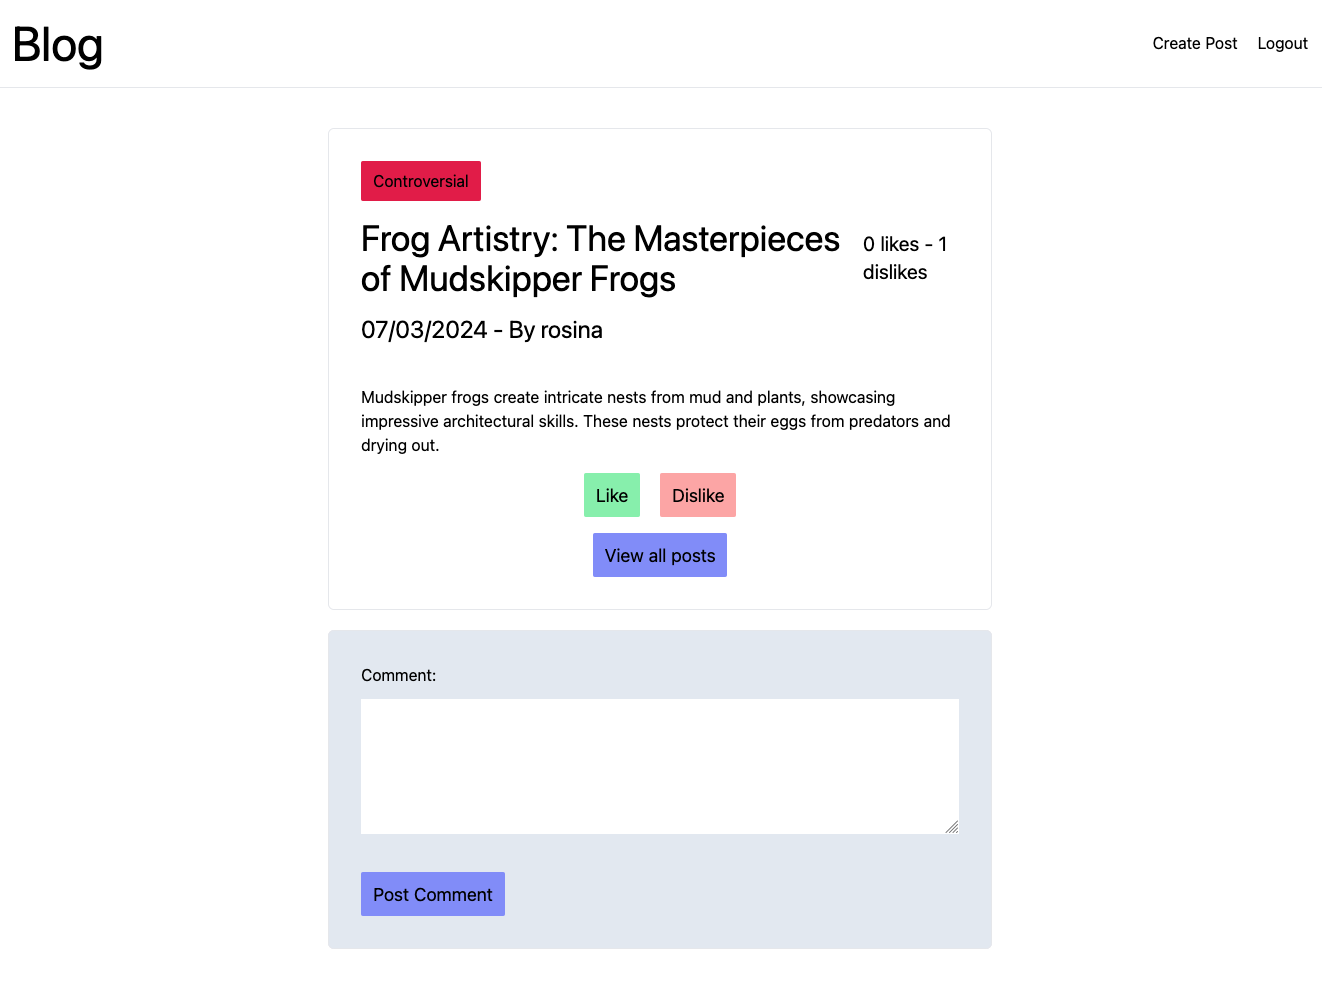 Blog
Create Post
Logout
Controversial
Frog Artistry: The Masterpieces
of Mudskipper Frogs
0 likes - 1
dislikes
07/03/2024 - By rosina
Mudskipper frogs create intricate nests from mud and plants, showcasing
impressive architectural skills. These nests protect their eggs from predators and
drying out.
Like
Dislike
View all posts
Comment:
Post Comment